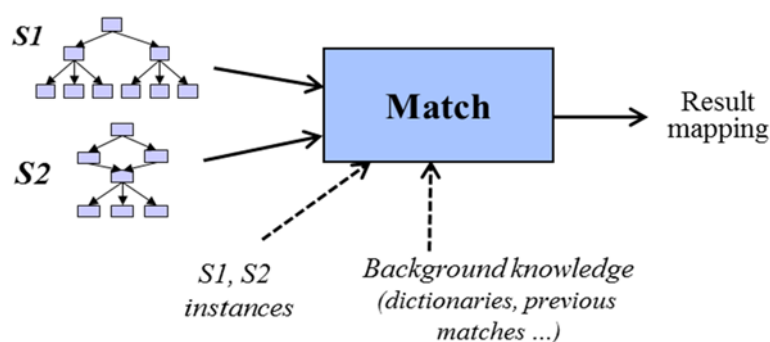 S1
S2
Match
Result
mapping
S1, S2
instances
Background knowledge
(dictionaries, previous
matches ...)